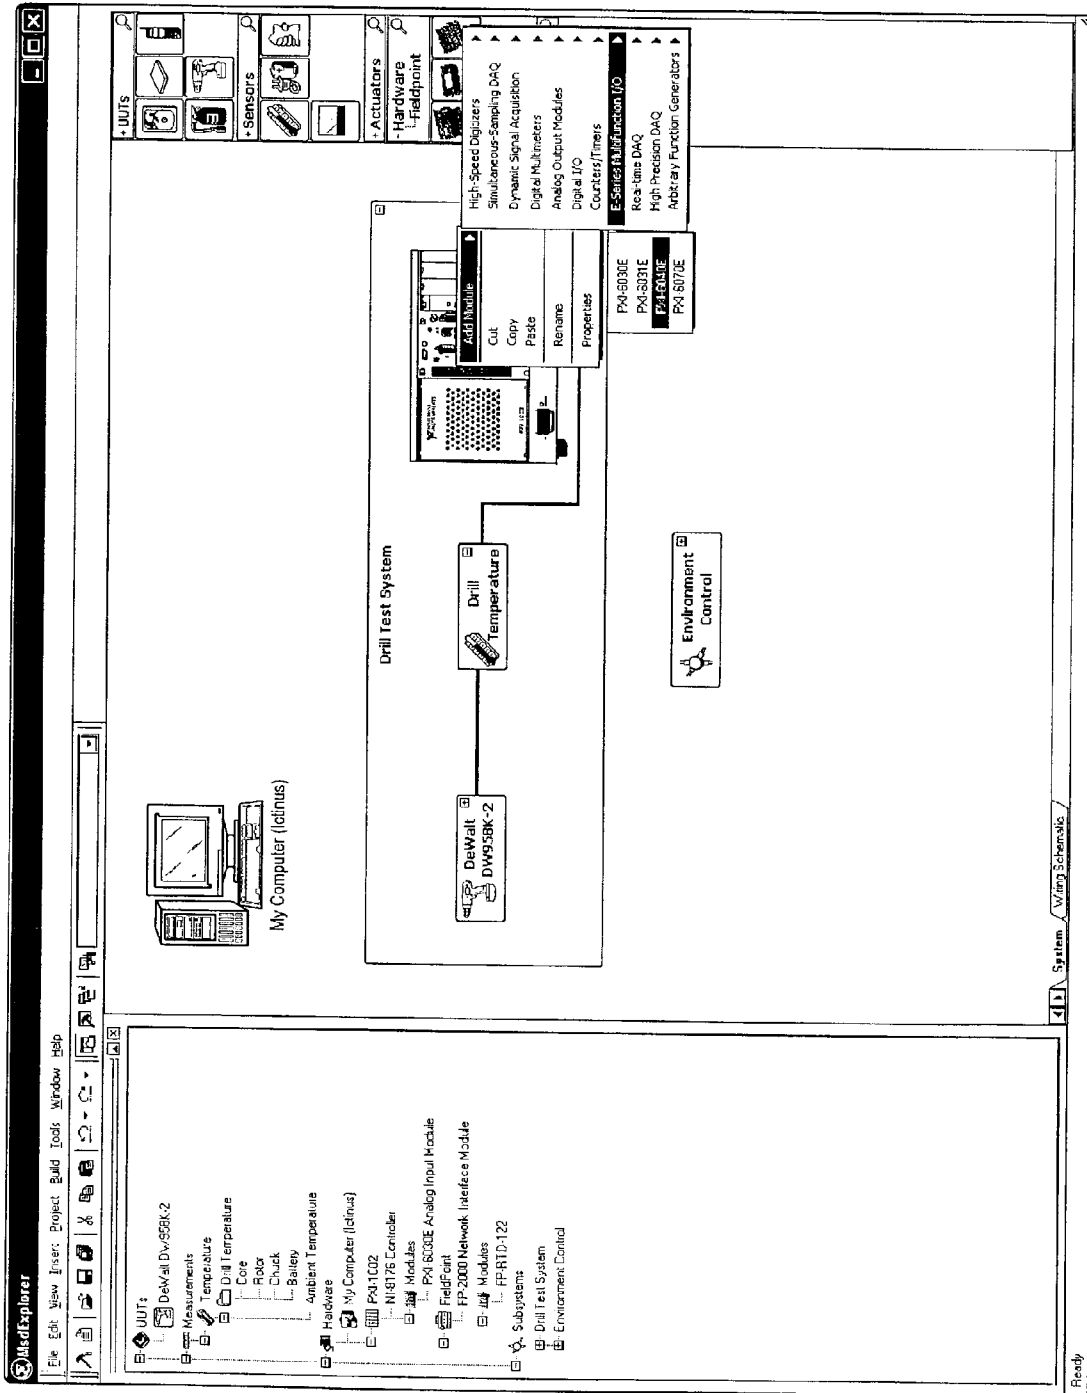 MsdExplorer
File Edit View Insert Project Build Tools Window Help
UUTs
DeWalt DW958K-2
Measurements
Temperature
Drill Temperature
Core
Rotor
Chuck
Battery
Ambient Temperature
Hardware
My Computer (Ictinus)
PXI-1002
NI-8176 Controller
Modules
PXI-6030E Analog Input Module
FieldPoint
FP-2000 Network Interface Module
Modules
FP-RTD-122
Subsystems
Drill Test System
Environment Control
My Computer (Ictinus)
Drill Test System
DeWalt
DW958K-2
Drill
Temperature
Environment
Control
Add Module
Cut
Copy
Paste
Rename
Properties
High-Speed Digitizers
Simultaneous-Sampling DAQ
Dynamic Signal Acquisition
Digital Multimeters
Analog Output Modules
Digital I/O
Counters/Timers
E-Series Multifunction I/O
Real-time DAQ
High Precision DAQ
Arbitrary Function Generators
PXI-6030E
PXI-6031E
PXI-6040E
PXI-6070E
- UUTs
- Sensors
- Actuators
- Hardware
Fieldpoint
System
Wiring Schematic
Ready